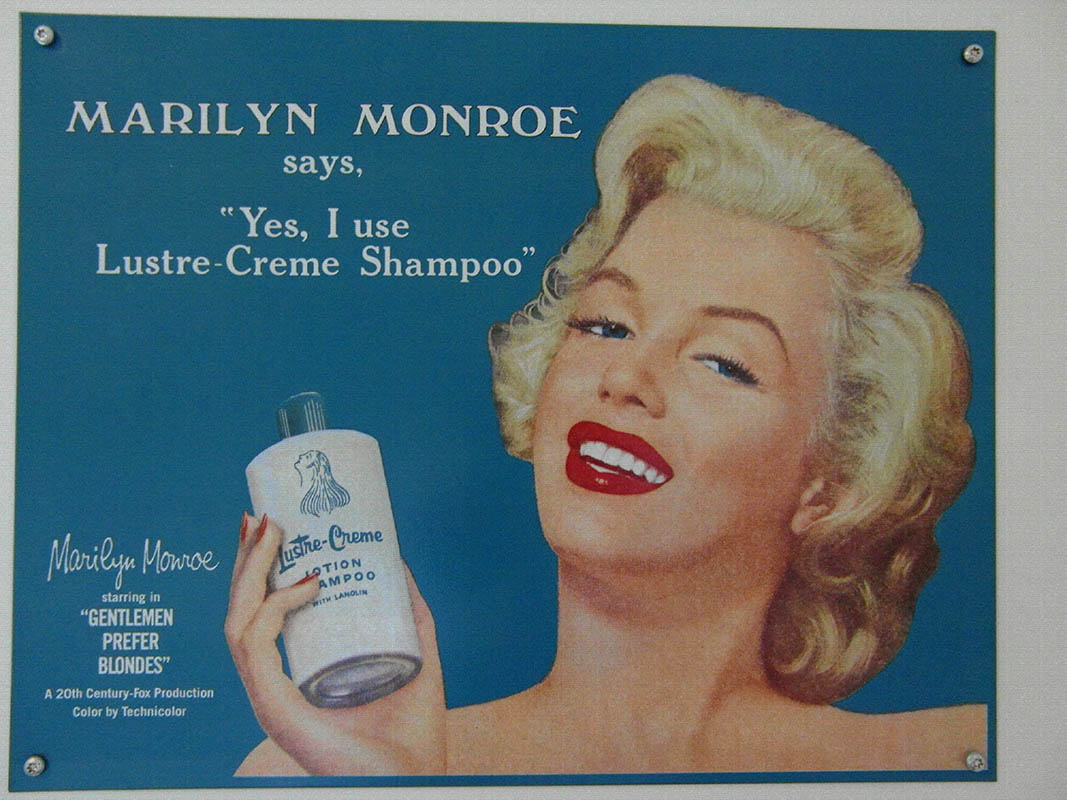 MARILYN MONROE
says,
"Yes, I use
Lustre-Creme Shampoo"
Lustre-Creme
LOTION
SHAMPOO
WITH LANOLIN
Marilyn Monroe
starring in
"GENTLEMEN
PREFER
BLONDES"
A 20th Century-Fox Production
Color by Technicolor